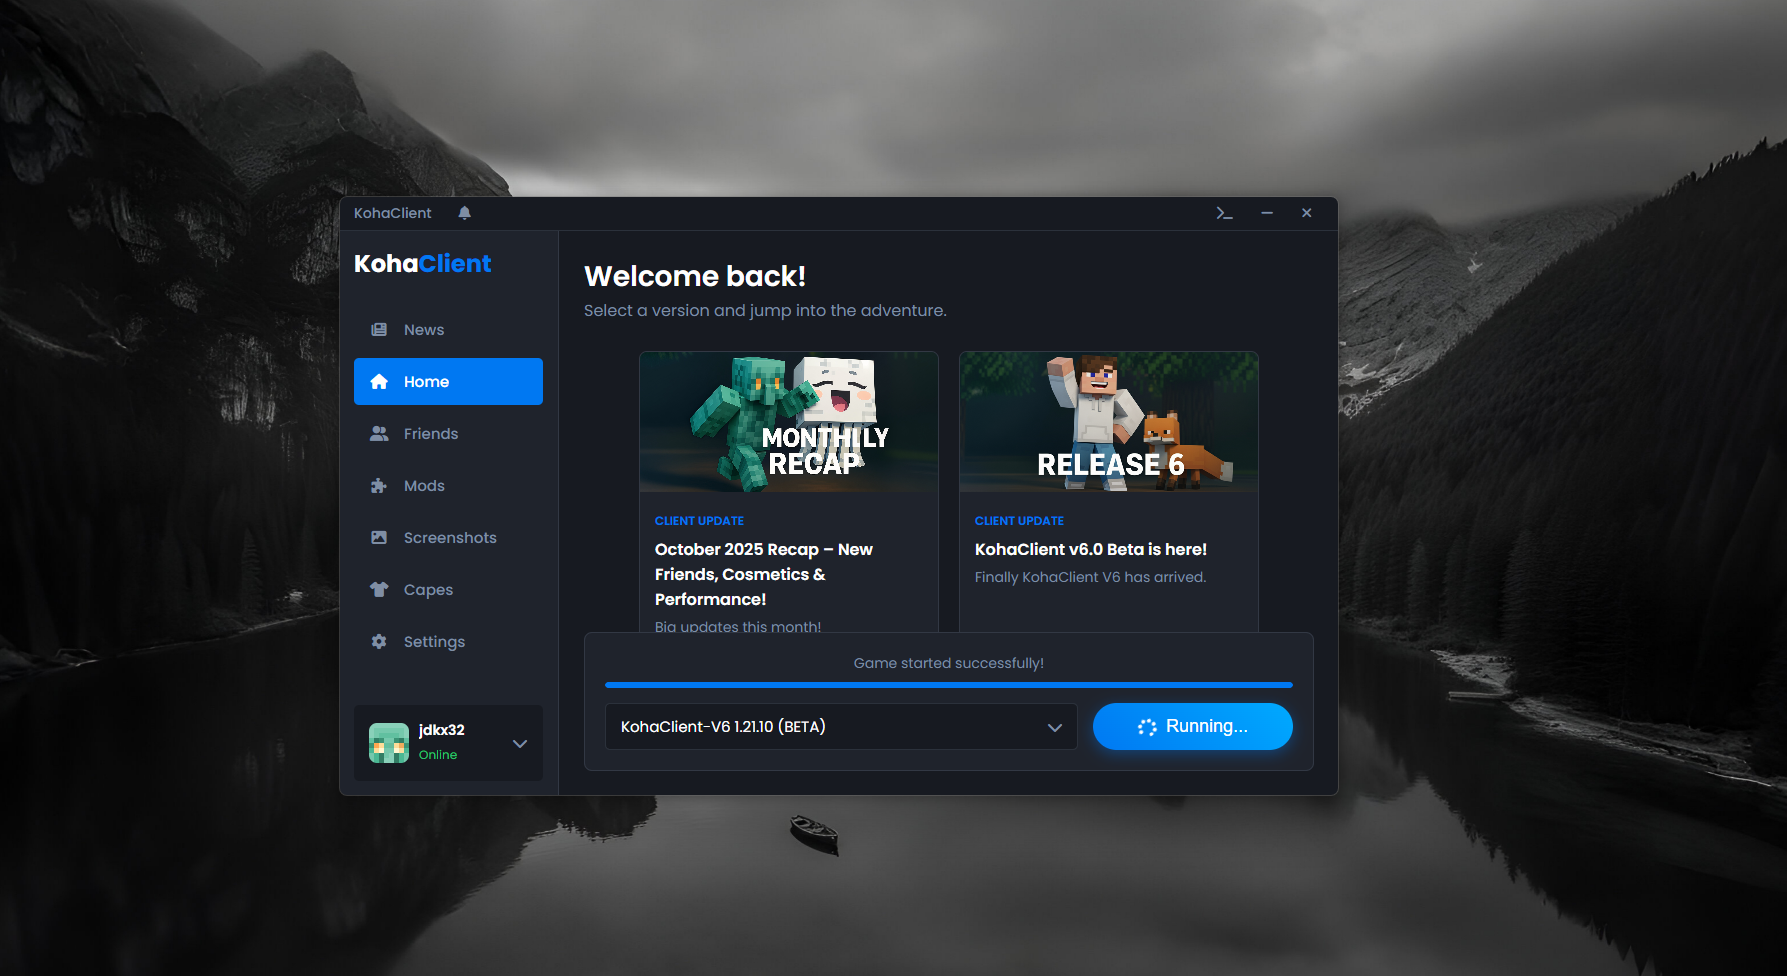 KohaClient
KohaClient
News
Home
Friends
Mods
Screenshots
Capes
Settings
jdkx32
Online
Welcome back!
Select a version and jump into the adventure.
MONTHLLY
RECAP
CLIENT UPDATE
October 2025 Recap – New
Friends, Cosmetics &
Performance!
Big updates this month!
RELEASE 6
CLIENT UPDATE
KohaClient v6.0 Beta is here!
Finally KohaClient V6 has arrived.
Game started successfully!
KohaClient-V6 1.21.10 (BETA)
Running...